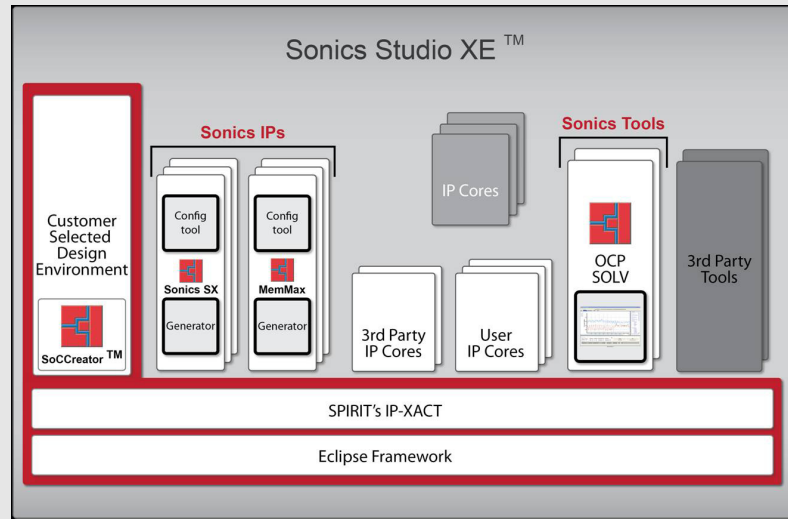 Sonics Studio XE ™
Sonics IPs
Sonics Tools
Customer
Selected
Design
Environment
SoCCreator ™
Config
tool
Sonics SX
Generator
Config
tool
MemMax
Generator
IP Cores
3rd Party
IP Cores
User
IP Cores
OCP
SOLV
3rd Party
Tools
SPIRIT's IP-XACT
Eclipse Framework